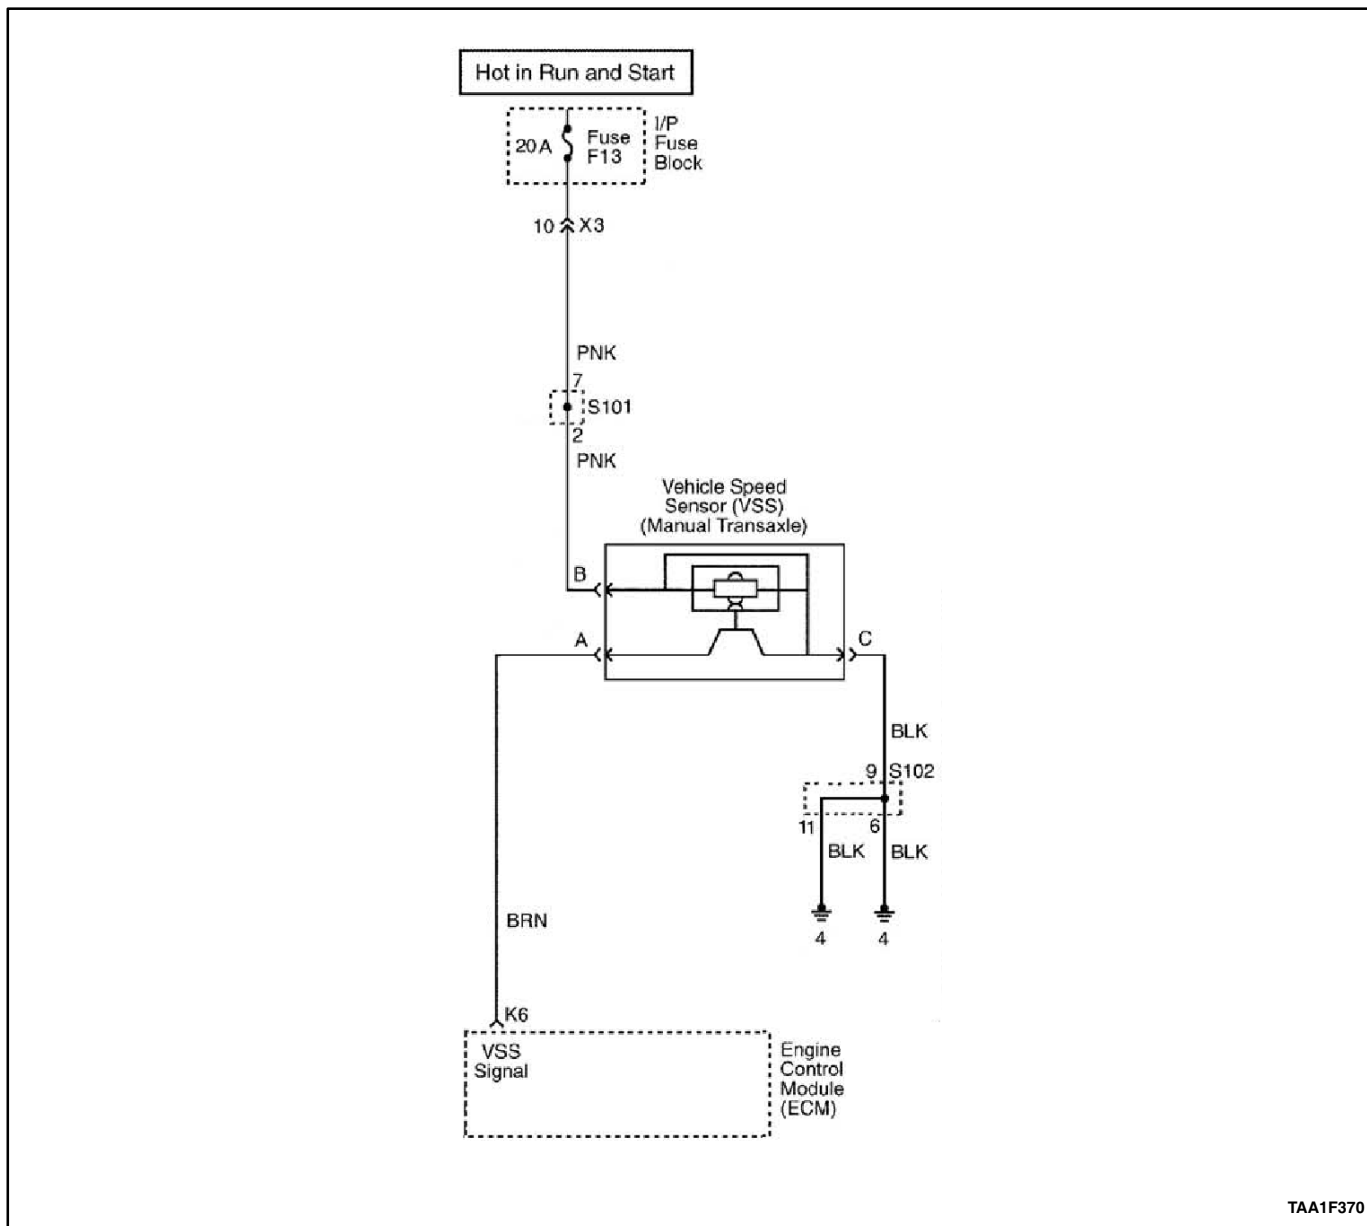 Hot in Run and Start
20A
Fuse
F13
I/P
Fuse
Block
10
X3
PNK
7
S101
2
PNK
Vehicle Speed
Sensor (VSS)
(Manual Transaxle)
B
A
C
BLK
9
S102
11
6
BLK
BLK
4
4
BRN
K6
VSS
Signal
Engine
Control
Module
(ECM)
TAA1F370